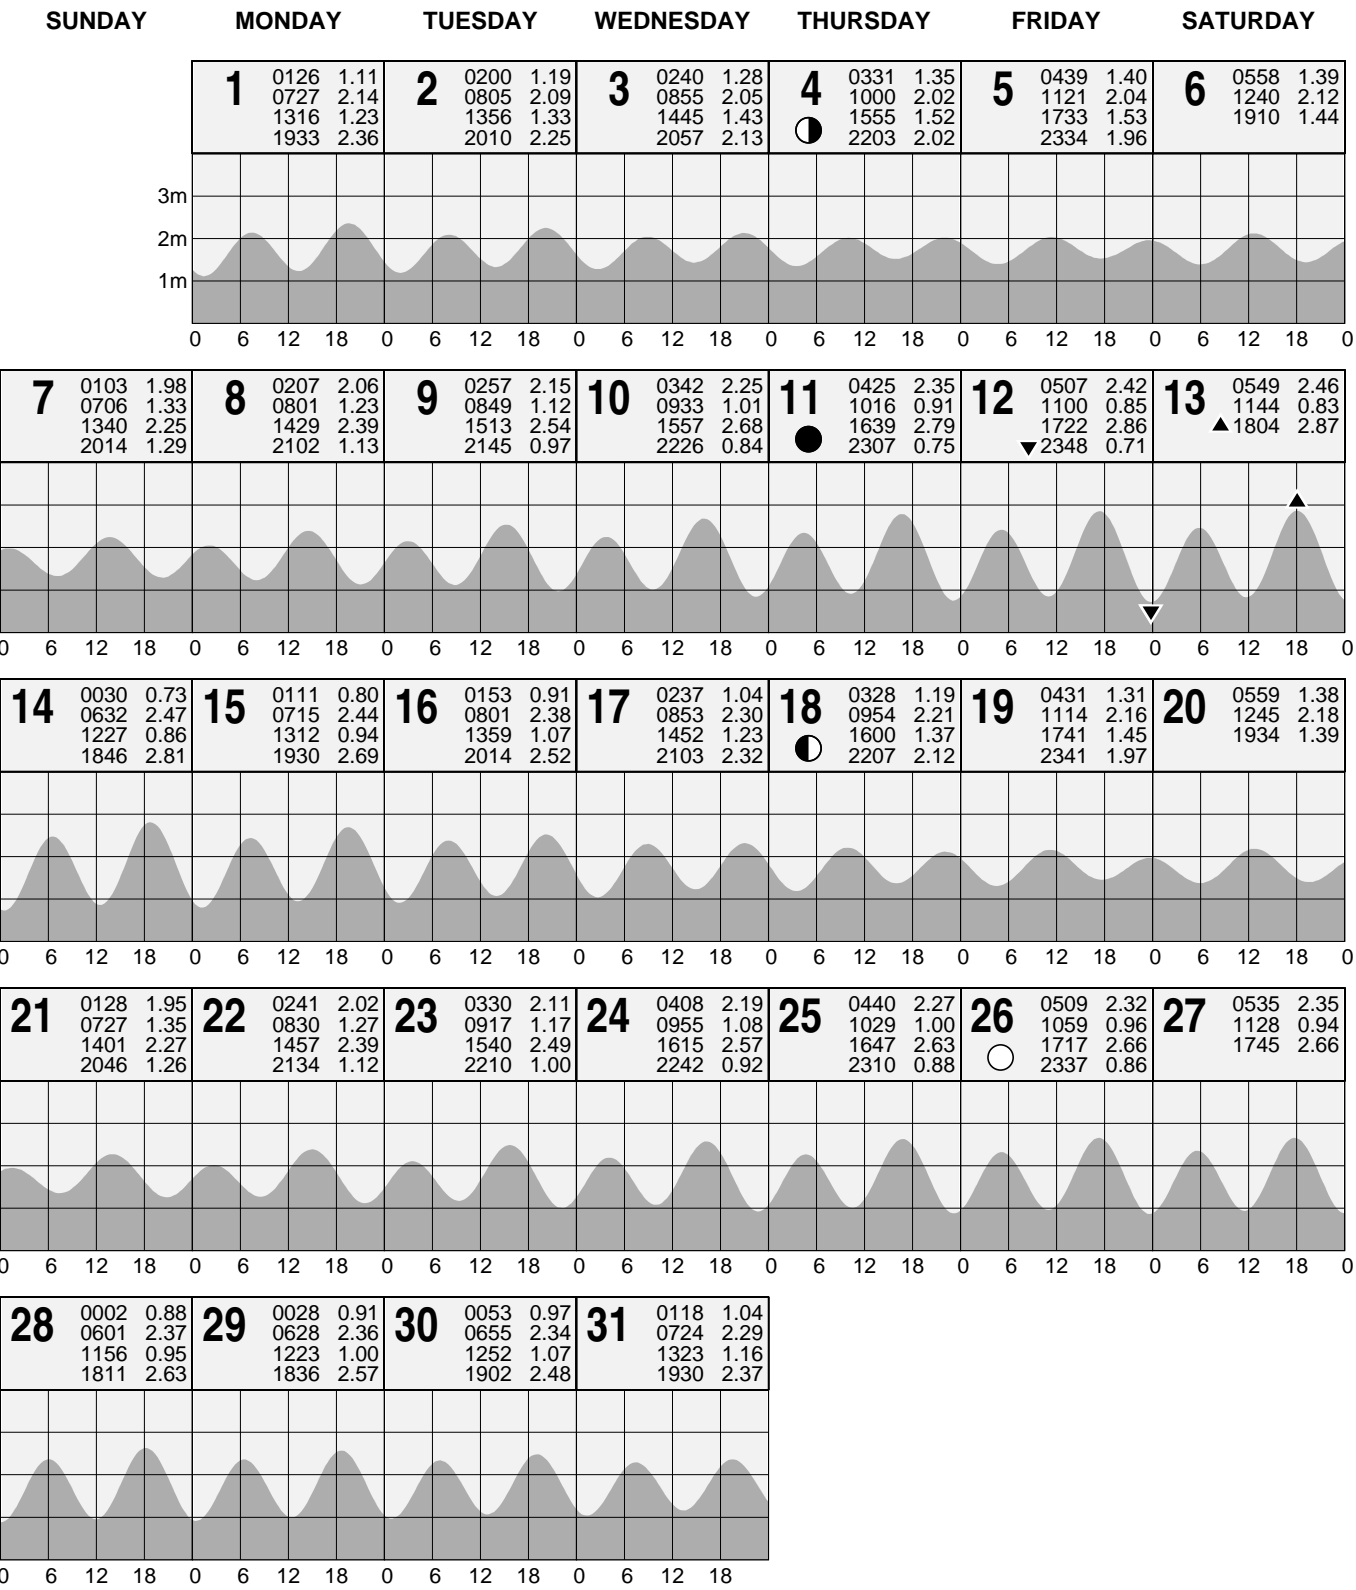 SUNDAY MONDAY TUESDAY WEDNESDAY THURSDAY FRIDAY SATURDAY
1 0126 1.11 2 0200 1.19 3 0240 1.28 4 0331 1.35 5 0439 1.40 6 0558 1.39
0727 2.14 0805 2.09 0855 2.05 1000 2.02 1121 2.04 1240 2.12
1316 1.23 1356 1.33 1445 1.43 1555 1.52 1733 1.53 1910 1.44
1933 2.36 2010 2.25 2057 2.13 2203 2.02 2334 1.96
3m
2m
1m
0 6 12 18 0 6 12 18 0 6 12 18 0 6 12 18 0 6 12 18 0 6 12 18 0
7 0103 1.98 8 0207 2.06 9 0257 2.15 10 0342 2.25 11 0425 2.35 12 0507 2.42 13 0549 2.46
0706 1.33 0801 1.23 0849 1.12 0933 1.01 1016 0.91 1100 0.85 1144 0.83
1340 2.25 1429 2.39 1513 2.54 1557 2.68 1639 2.79 1722 2.86 1804 2.87
2014 1.29 2102 1.13 2145 0.97 2226 0.84 2307 0.75 2348 0.71
0 6 12 18 0 6 12 18 0 6 12 18 0 6 12 18 0 6 12 18 0 6 12 18 0 6 12 18 0
14 0030 0.73 15 0111 0.80 16 0153 0.91 17 0237 1.04 18 0328 1.19 19 0431 1.31 20 0559 1.38
0632 2.47 0715 2.44 0801 2.38 0853 2.30 0954 2.21 1114 2.16 1245 2.18
1227 0.86 1312 0.94 1359 1.07 1452 1.23 1600 1.37 1741 1.45 1934 1.39
1846 2.81 1930 2.69 2014 2.52 2103 2.32 2207 2.12 2341 1.97
0 6 12 18 0 6 12 18 0 6 12 18 0 6 12 18 0 6 12 18 0 6 12 18 0 6 12 18 0
21 0128 1.95 22 0241 2.02 23 0330 2.11 24 0408 2.19 25 0440 2.27 26 0509 2.32 27 0535 2.35
0727 1.35 0830 1.27 0917 1.17 0955 1.08 1029 1.00 1059 0.96 1128 0.94
1401 2.27 1457 2.39 1540 2.49 1615 2.57 1647 2.63 1717 2.66 1745 2.66
2046 1.26 2134 1.12 2210 1.00 2242 0.92 2310 0.88 2337 0.86
0 6 12 18 0 6 12 18 0 6 12 18 0 6 12 18 0 6 12 18 0 6 12 18 0 6 12 18 0
28 0002 0.88 29 0028 0.91 30 0053 0.97 31 0118 1.04
0601 2.37 0628 2.36 0655 2.34 0724 2.29
1156 0.95 1223 1.00 1252 1.07 1323 1.16
1811 2.63 1836 2.57 1902 2.48 1930 2.37
0 6 12 18 0 6 12 18 0 6 12 18 0 6 12 18